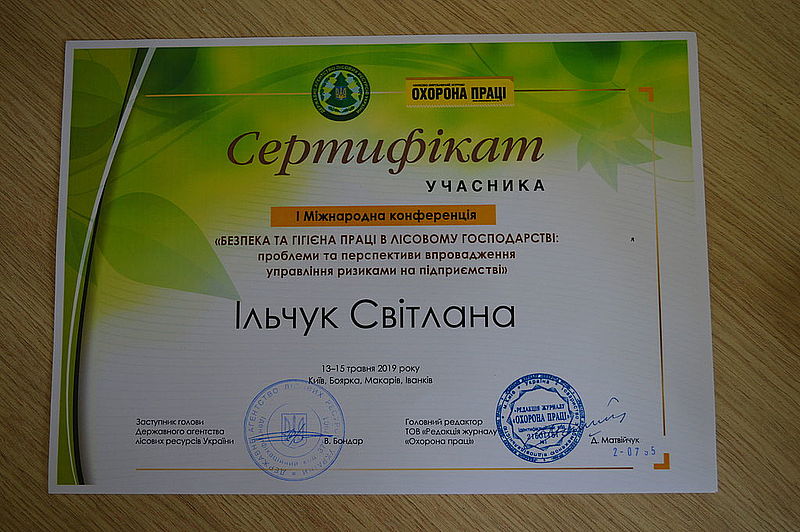 ОХОРОНА ПРАЦІ
Сертифікат
УЧАСНИКА
І Міжнародна конференція
«БЕЗПЕКА ТА ГІГІЄНА ПРАЦІ В ЛІСОВОМУ ГОСПОДАРСТВІ:
проблеми та перспективи впровадження
управління ризиками на підприємстві»
Ільчук Світлана
13–15 травня 2019 року
Київ, Боярка, Макарів, Іванків
Заступник голови
Державного агентства
лісових ресурсів України
В. Бондар
Головний редактор
ТОВ «Редакція журналу
«Охорона праці»
Д. Матвійчук
РЕДАКЦІЯ ЖУРНАЛУ
«ОХОРОНА ПРАЦІ»